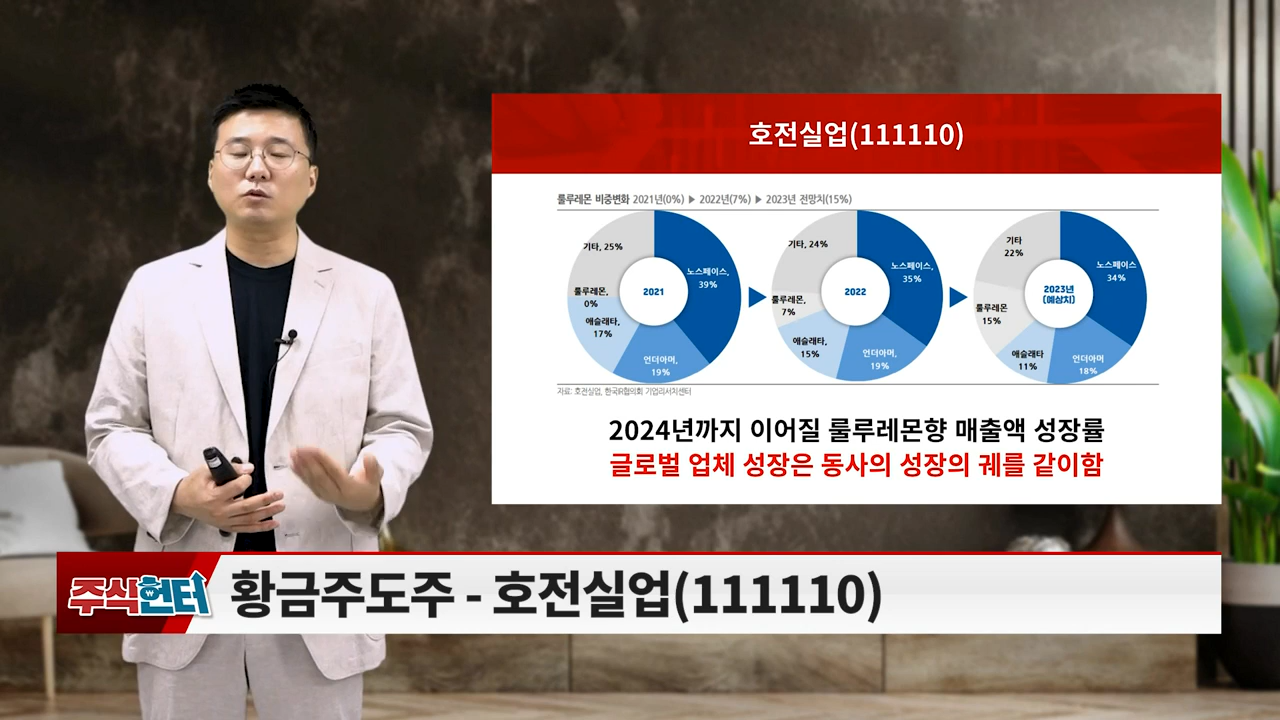 호전실업(111110)
룰루레몬 비중변화 2021년(0%) ▶ 2022년(7%) ▶ 2023년 전망치(15%)
기타, 25%
노스페이스,
39%
룰루레몬,
0%
2021
애슬래타,
17%
언더아머,
19%
기타, 24%
노스페이스,
35%
룰루레몬,
7%
2022
애슬래타,
15%
언더아머,
19%
기타
22%
노스페이스
34%
룰루레몬
15%
2023년
(예상치)
애슬래타
11%
언더아머
18%
자료: 호전실업, 한국IR협의회 기업리서치센터
2024년까지 이어질 룰루레몬향 매출액 성장률
글로벌 업체 성장은 동사의 성장의 궤를 같이함
주식헌터
황금주도주 - 호전실업(111110)